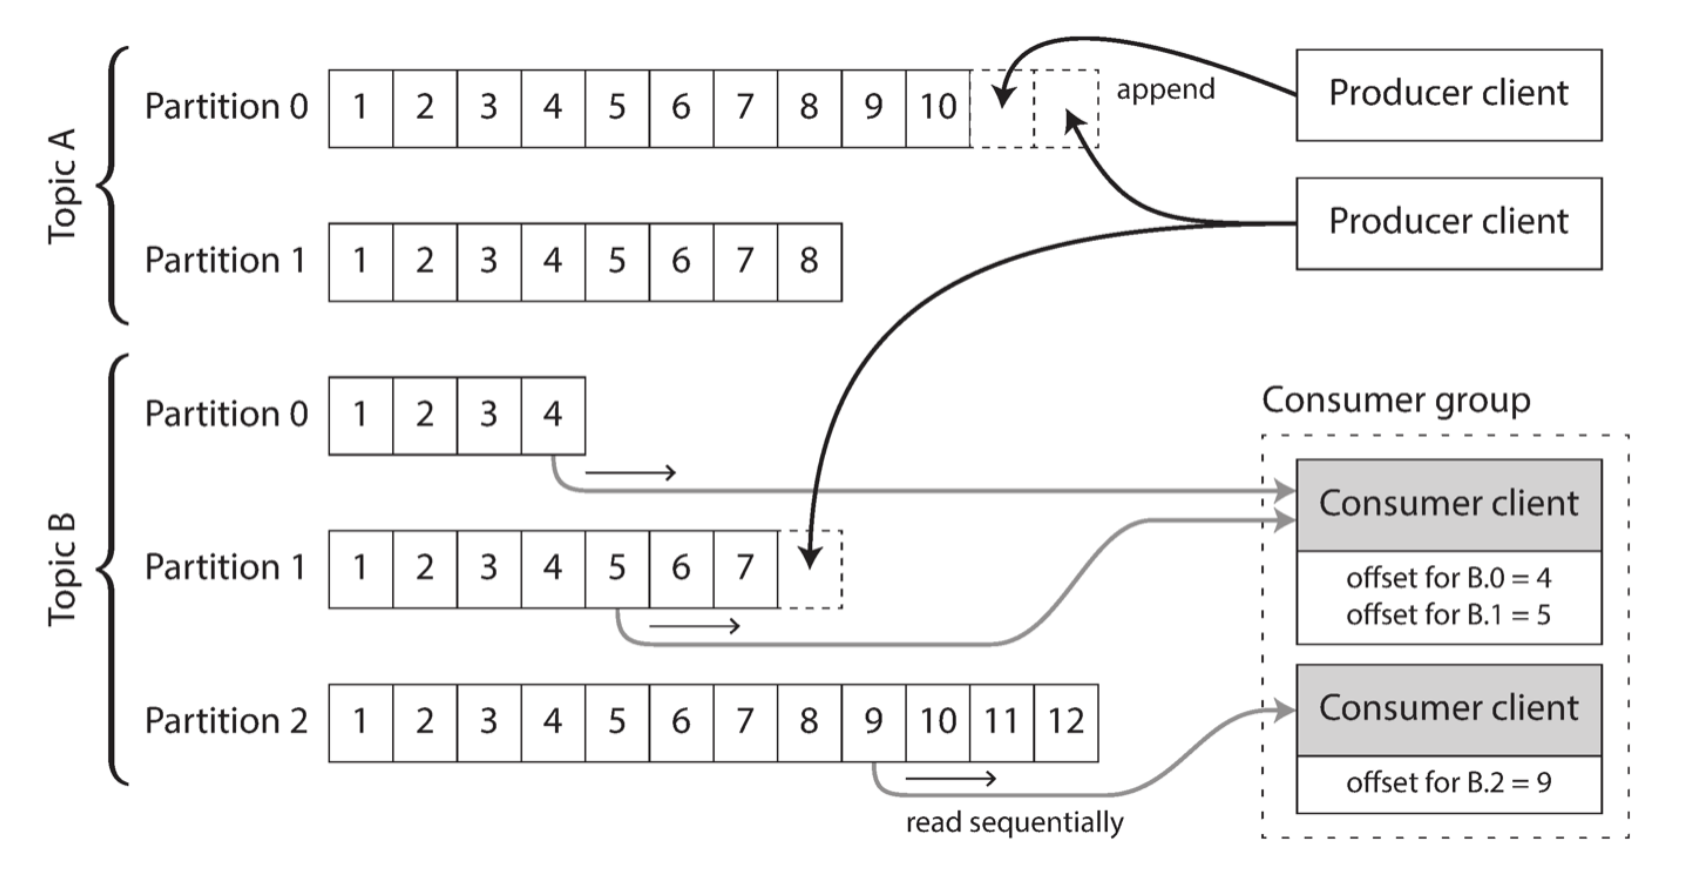 Topic A
Partition 0 1 2 3 4 5 6 7 8 9 10
append
Producer client
Producer client
Partition 1 1 2 3 4 5 6 7 8
Topic B
Partition 0 1 2 3 4
Partition 1 1 2 3 4 5 6 7
Partition 2 1 2 3 4 5 6 7 8 9 10 11 12
read sequentially
Consumer group
Consumer client
offset for B.0 = 4
offset for B.1 = 5
Consumer client
offset for B.2 = 9